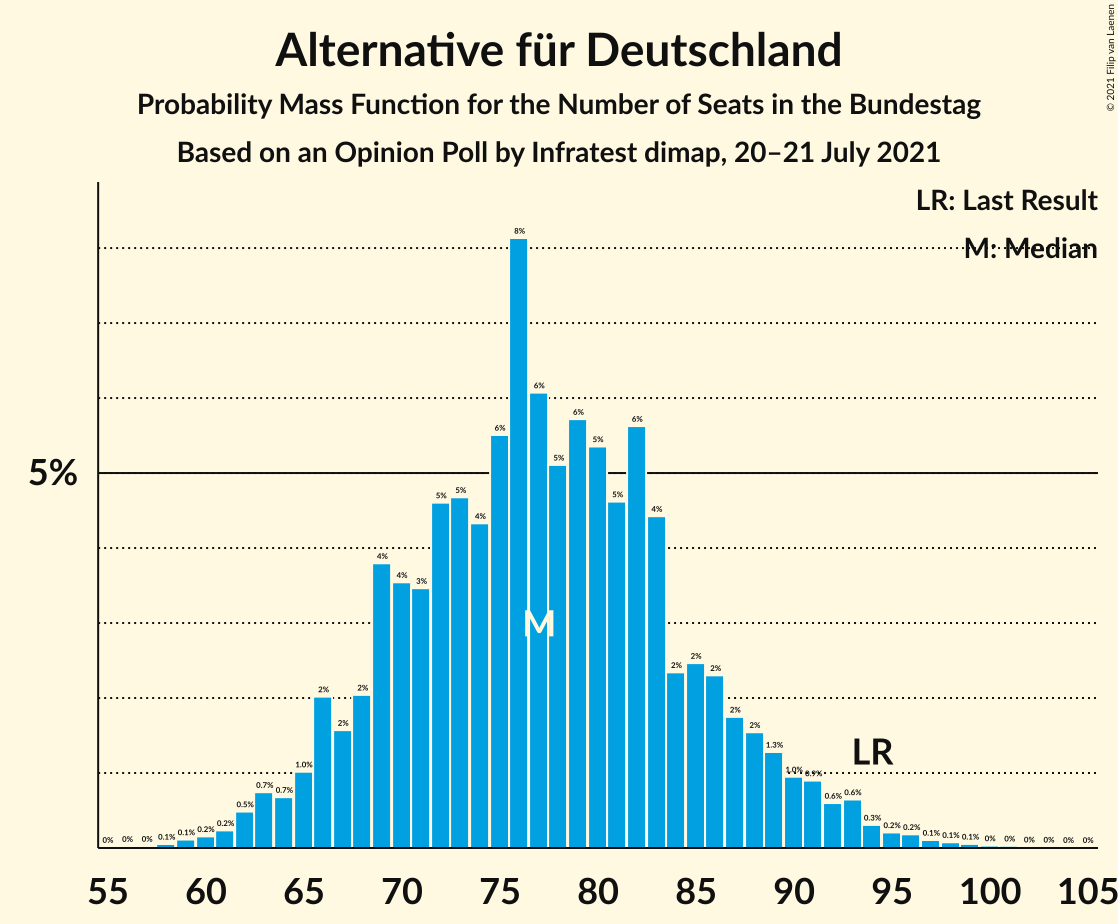 Alternative für Deutschland
Probability Mass Function for the Number of Seats in the Bundestag
Based on an Opinion Poll by Infratest dimap, 20–21 July 2021
© 2021 Filip van Laenen
LR: Last Result
M: Median
5%
0% 0% 0% 0.1% 0.1% 0.2% 0.2% 0.5% 0.7% 0.7% 1.0% 2% 2% 2% 4% 4% 3% 5% 5% 4% 6% 8% 6% 5% 6% 5% 5% 6% 4% 2% 2% 2% 2% 2% 1.3% 1.0% 0.9% 0.6% 0.6% 0.3% 0.2% 0.2% 0.1% 0.1% 0.1% 0% 0% 0% 0% 0% 0%
M
LR
55 60 65 70 75 80 85 90 95 100 105